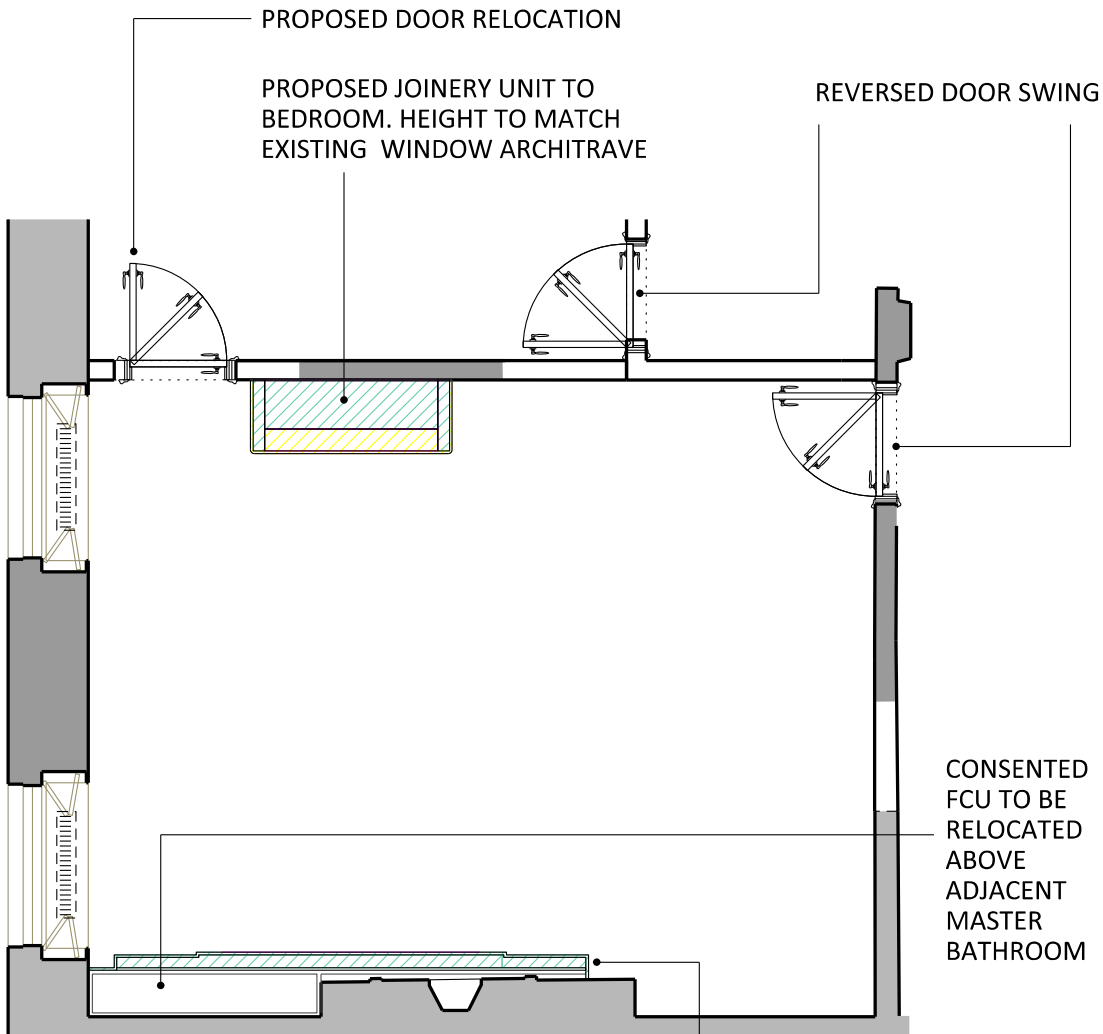 PROPOSED DOOR RELOCATION
PROPOSED JOINERY UNIT TO
BEDROOM. HEIGHT TO MATCH
EXISTING WINDOW ARCHITRAVE
REVERSED DOOR SWING
CONSENTED
FCU TO BE
RELOCATED
ABOVE
ADJACENT
MASTER
BATHROOM